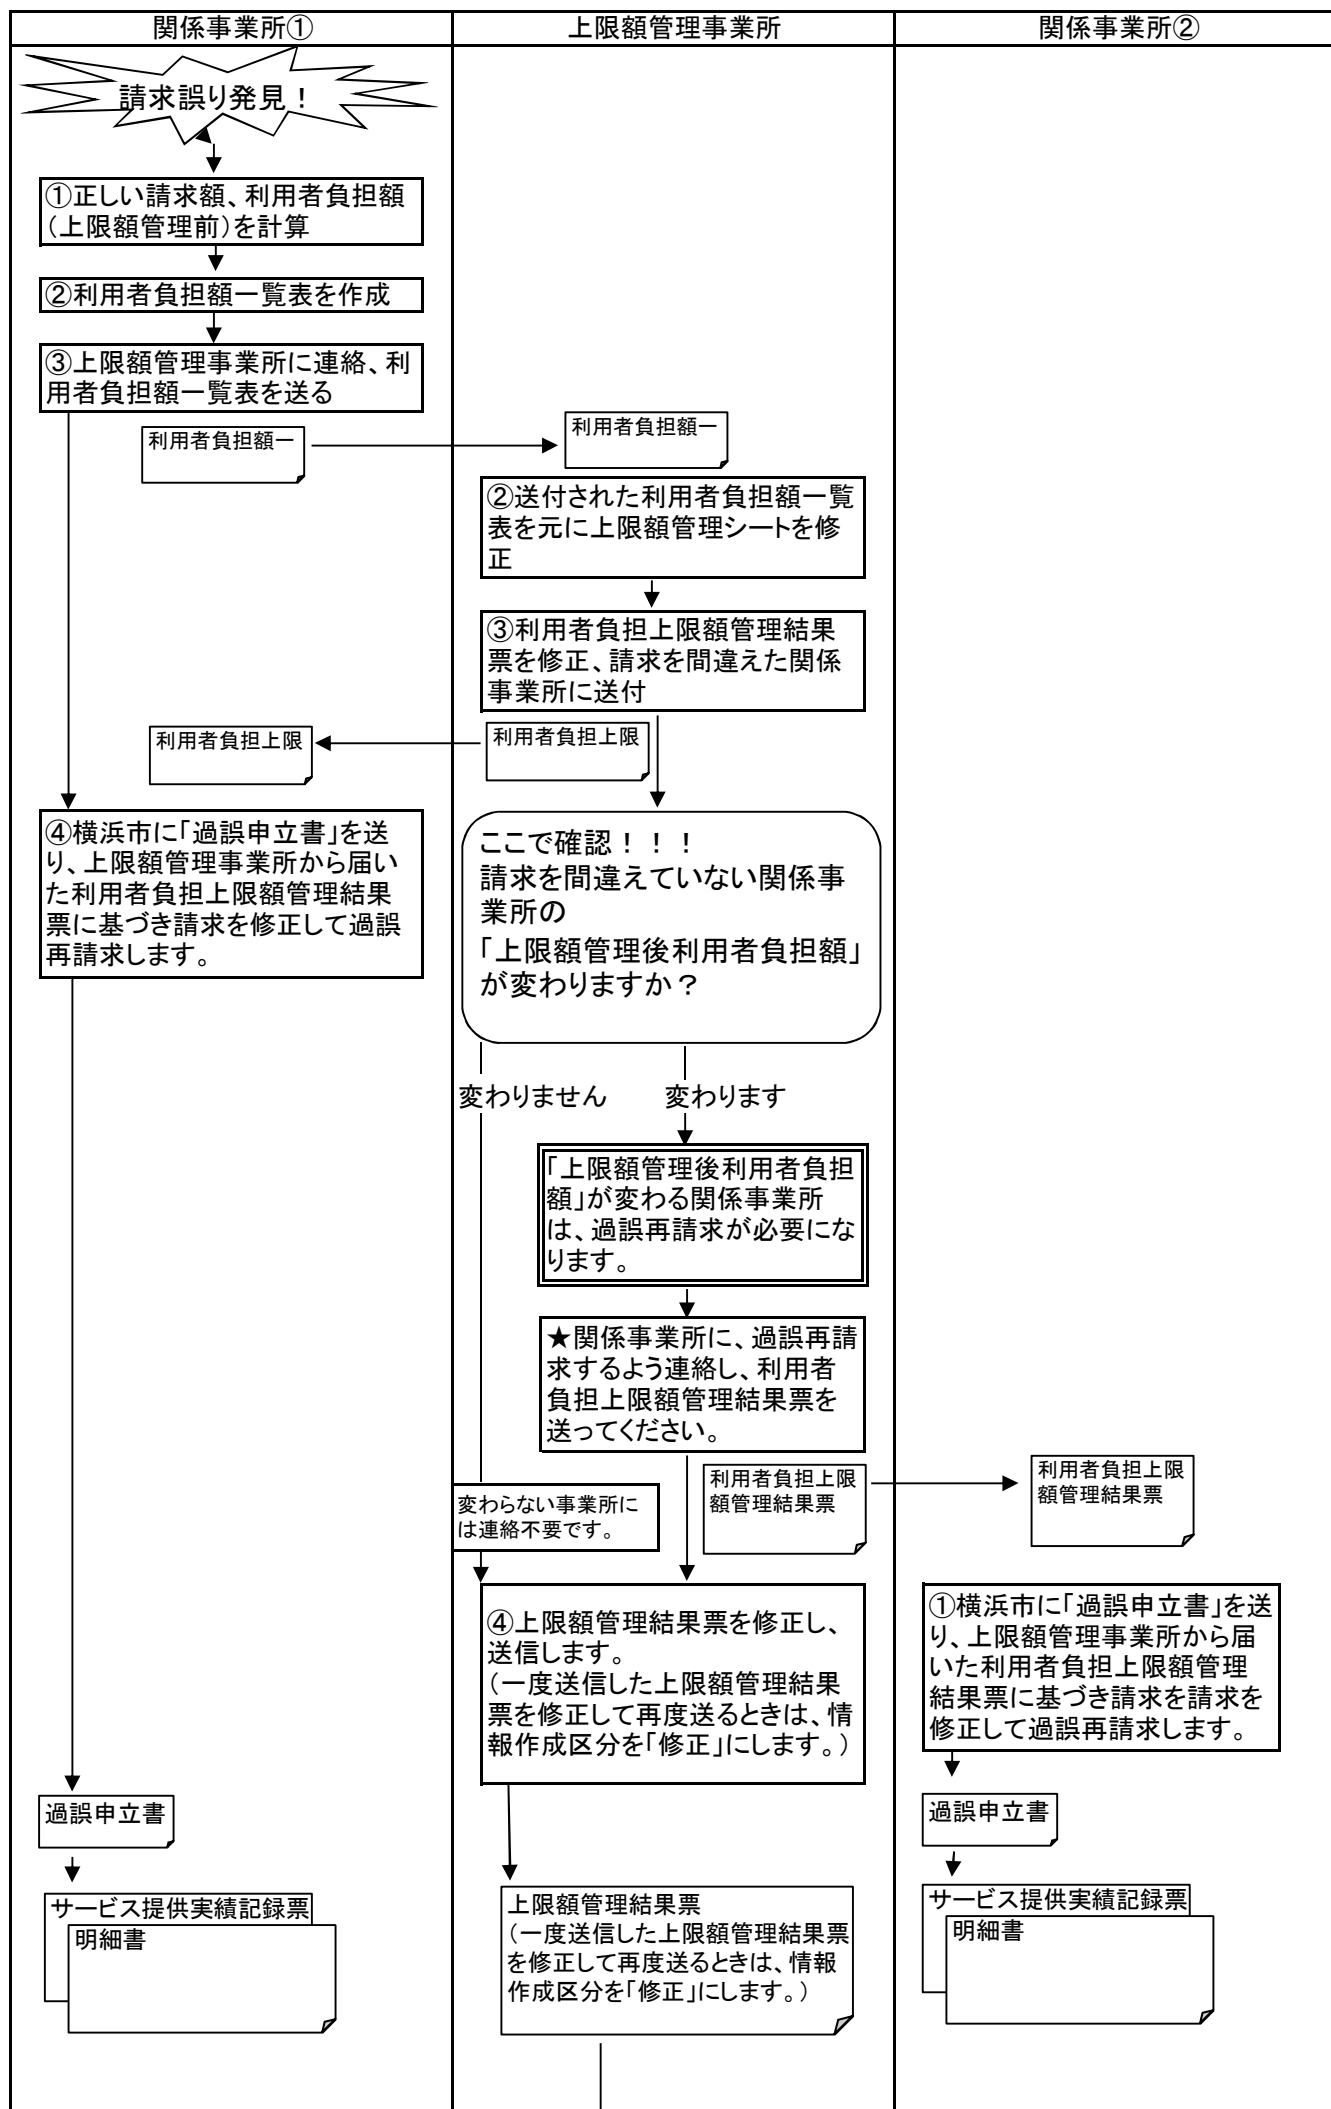 関係事業所①
上限額管理事業所
関係事業所②
請求誤り発見！
①正しい請求額、利用者負担額
（上限額管理前）を計算
②利用者負担額一覧表を作成
③上限額管理事業所に連絡、利
用者負担額一覧表を送る
利用者負担額一
利用者負担額一
②送付された利用者負担額一覧
表を元に上限額管理シートを修
正
③利用者負担上限額管理結果
票を修正、請求を間違えた関係
事業所に送付
利用者負担上限
利用者負担上限
④横浜市に「過誤申立書」を送
り、上限額管理事業所から届い
た利用者負担上限額管理結果
票に基づき請求を修正して過誤
再請求します。
ここで確認！！！
請求を間違えていない関係事
業所の
「上限額管理後利用者負担額」
が変わりますか？
変わりません
変わります
「上限額管理後利用者負担
額」が変わる関係事業所
は、過誤再請求が必要にな
ります。
★関係事業所に、過誤再請
求するよう連絡し、利用者
負担上限額管理結果票を
送ってください。
利用者負担上限
額管理結果票
利用者負担上限
額管理結果票
変わらない事業所に
は連絡不要です。
④上限額管理結果票を修正し、
送信します。
（一度送信した上限額管理結果
票を修正して再度送るときは、情
報作成区分を「修正」にします。）
①横浜市に「過誤申立書」を送
り、上限額管理事業所から届
いた利用者負担上限額管理
結果票に基づき請求を請求を
修正して過誤再請求します。
過誤申立書
過誤申立書
サービス提供実績記録票
明細書
上限額管理結果票
（一度送信した上限額管理結果票
を修正して再度送るときは、情報
作成区分を「修正」にします。）
サービス提供実績記録票
明細書